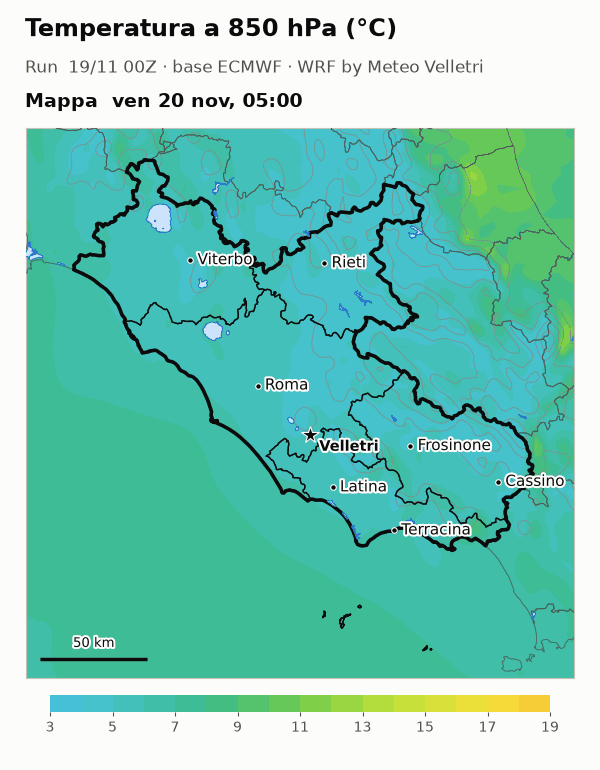 Temperatura a 850 hPa (°C)
Run  19/11 00Z · base ECMWF · WRF by Meteo Velletri
Mappa  ven 20 nov, 05:00
Viterbo
Rieti
Roma
Velletri
Frosinone
Latina
Cassino
Terracina
50 km
3 5 7 9 11 13 15 17 19